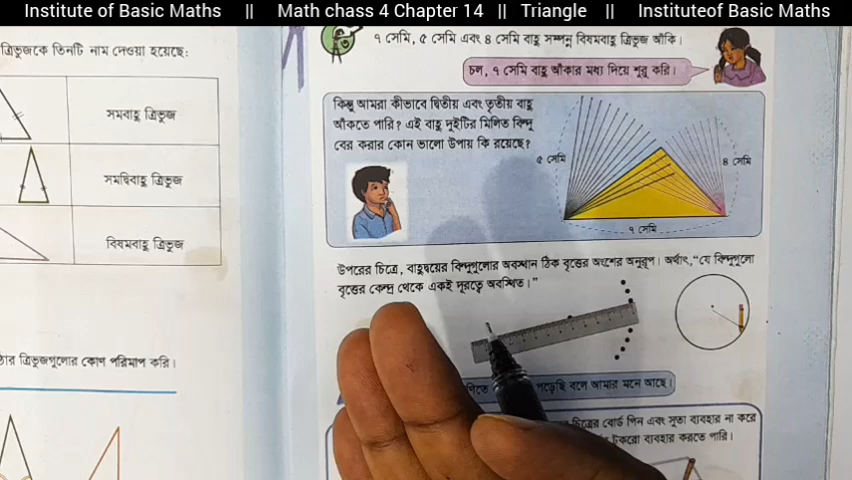 Institute of Basic Maths || Math chass 4 Chapter 14 || Triangle || Instituteof Basic Maths
ত্রিভুজকে তিনটি নাম দেওয়া হয়েছে:
সমবাহু ত্রিভুজ
সমদ্বিবাহু ত্রিভুজ
বিষমবাহু ত্রিভুজ
ত্রিভুজগুলোর কোণ পরিমাপ করি।
৭ সেমি, ৫ সেমি এবং ৪ সেমি বাহু সম্পন্ন বিষমবাহু ত্রিভুজ আঁকি।
চল, ৭ সেমি বাহু আঁকার মধ্য দিয়ে শুরু করি।
কিন্তু আমরা কীভাবে দ্বিতীয় এবং তৃতীয় বাহু
আঁকতে পারি? এই বাহু দুইটির মিলিত বিন্দু
বের করার কোন ভালো উপায় কি রয়েছে?
৫ সেমি
৪ সেমি
৭ সেমি
উপরের চিত্রে, বাহুদ্বয়ের বিন্দুগুলোর অবস্থান ঠিক বৃত্তের অংশের অনুরূপ। অর্থাৎ,“যে বিন্দুগুলো
বৃত্তের কেন্দ্র থেকে একই দূরত্বে অবস্থিত।”
পড়েছি বলে আমার মনে আছে।
চিত্রের বোর্ড পিন এবং সুতা ব্যবহার না করে
টুকরো ব্যবহার করতে পারি।